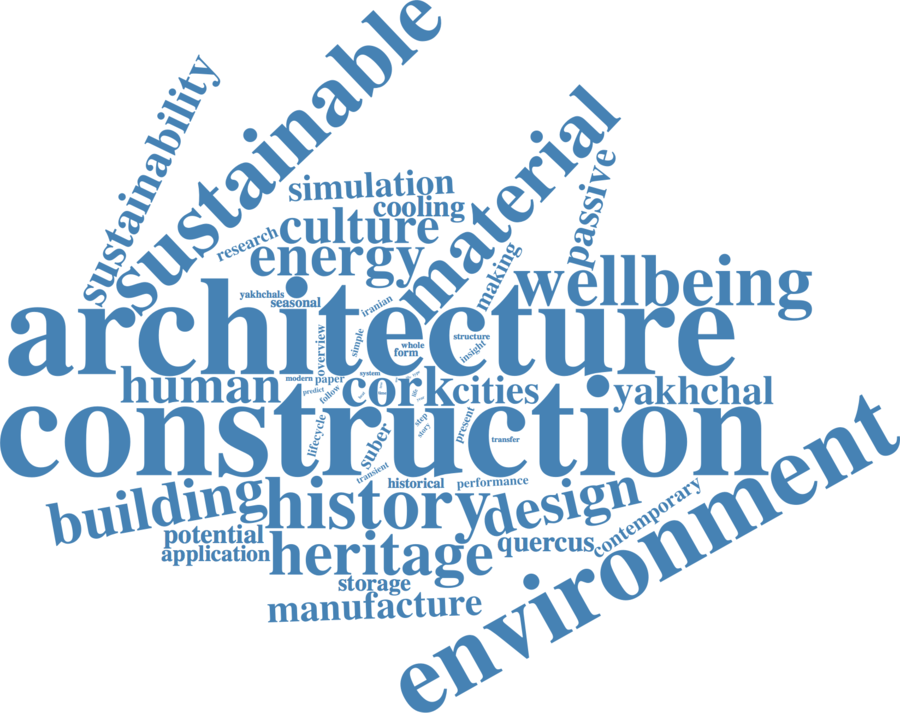 sustainable
sustainability
material
simulation
passive
cooling
culture
research
energy
making
wellbeing
yakhchals
seasonal
iranian
architecture
overview
simple
structure
whole
form
insight
human
modern
paper
system
cork
cities
yakhchal
predict
follow
construction
lifecycle
suber
step
story
present
transfer
transient
historical
performance
building
history
design
contemporary
environment
potential
application
heritage
quercus
storage
manufacture